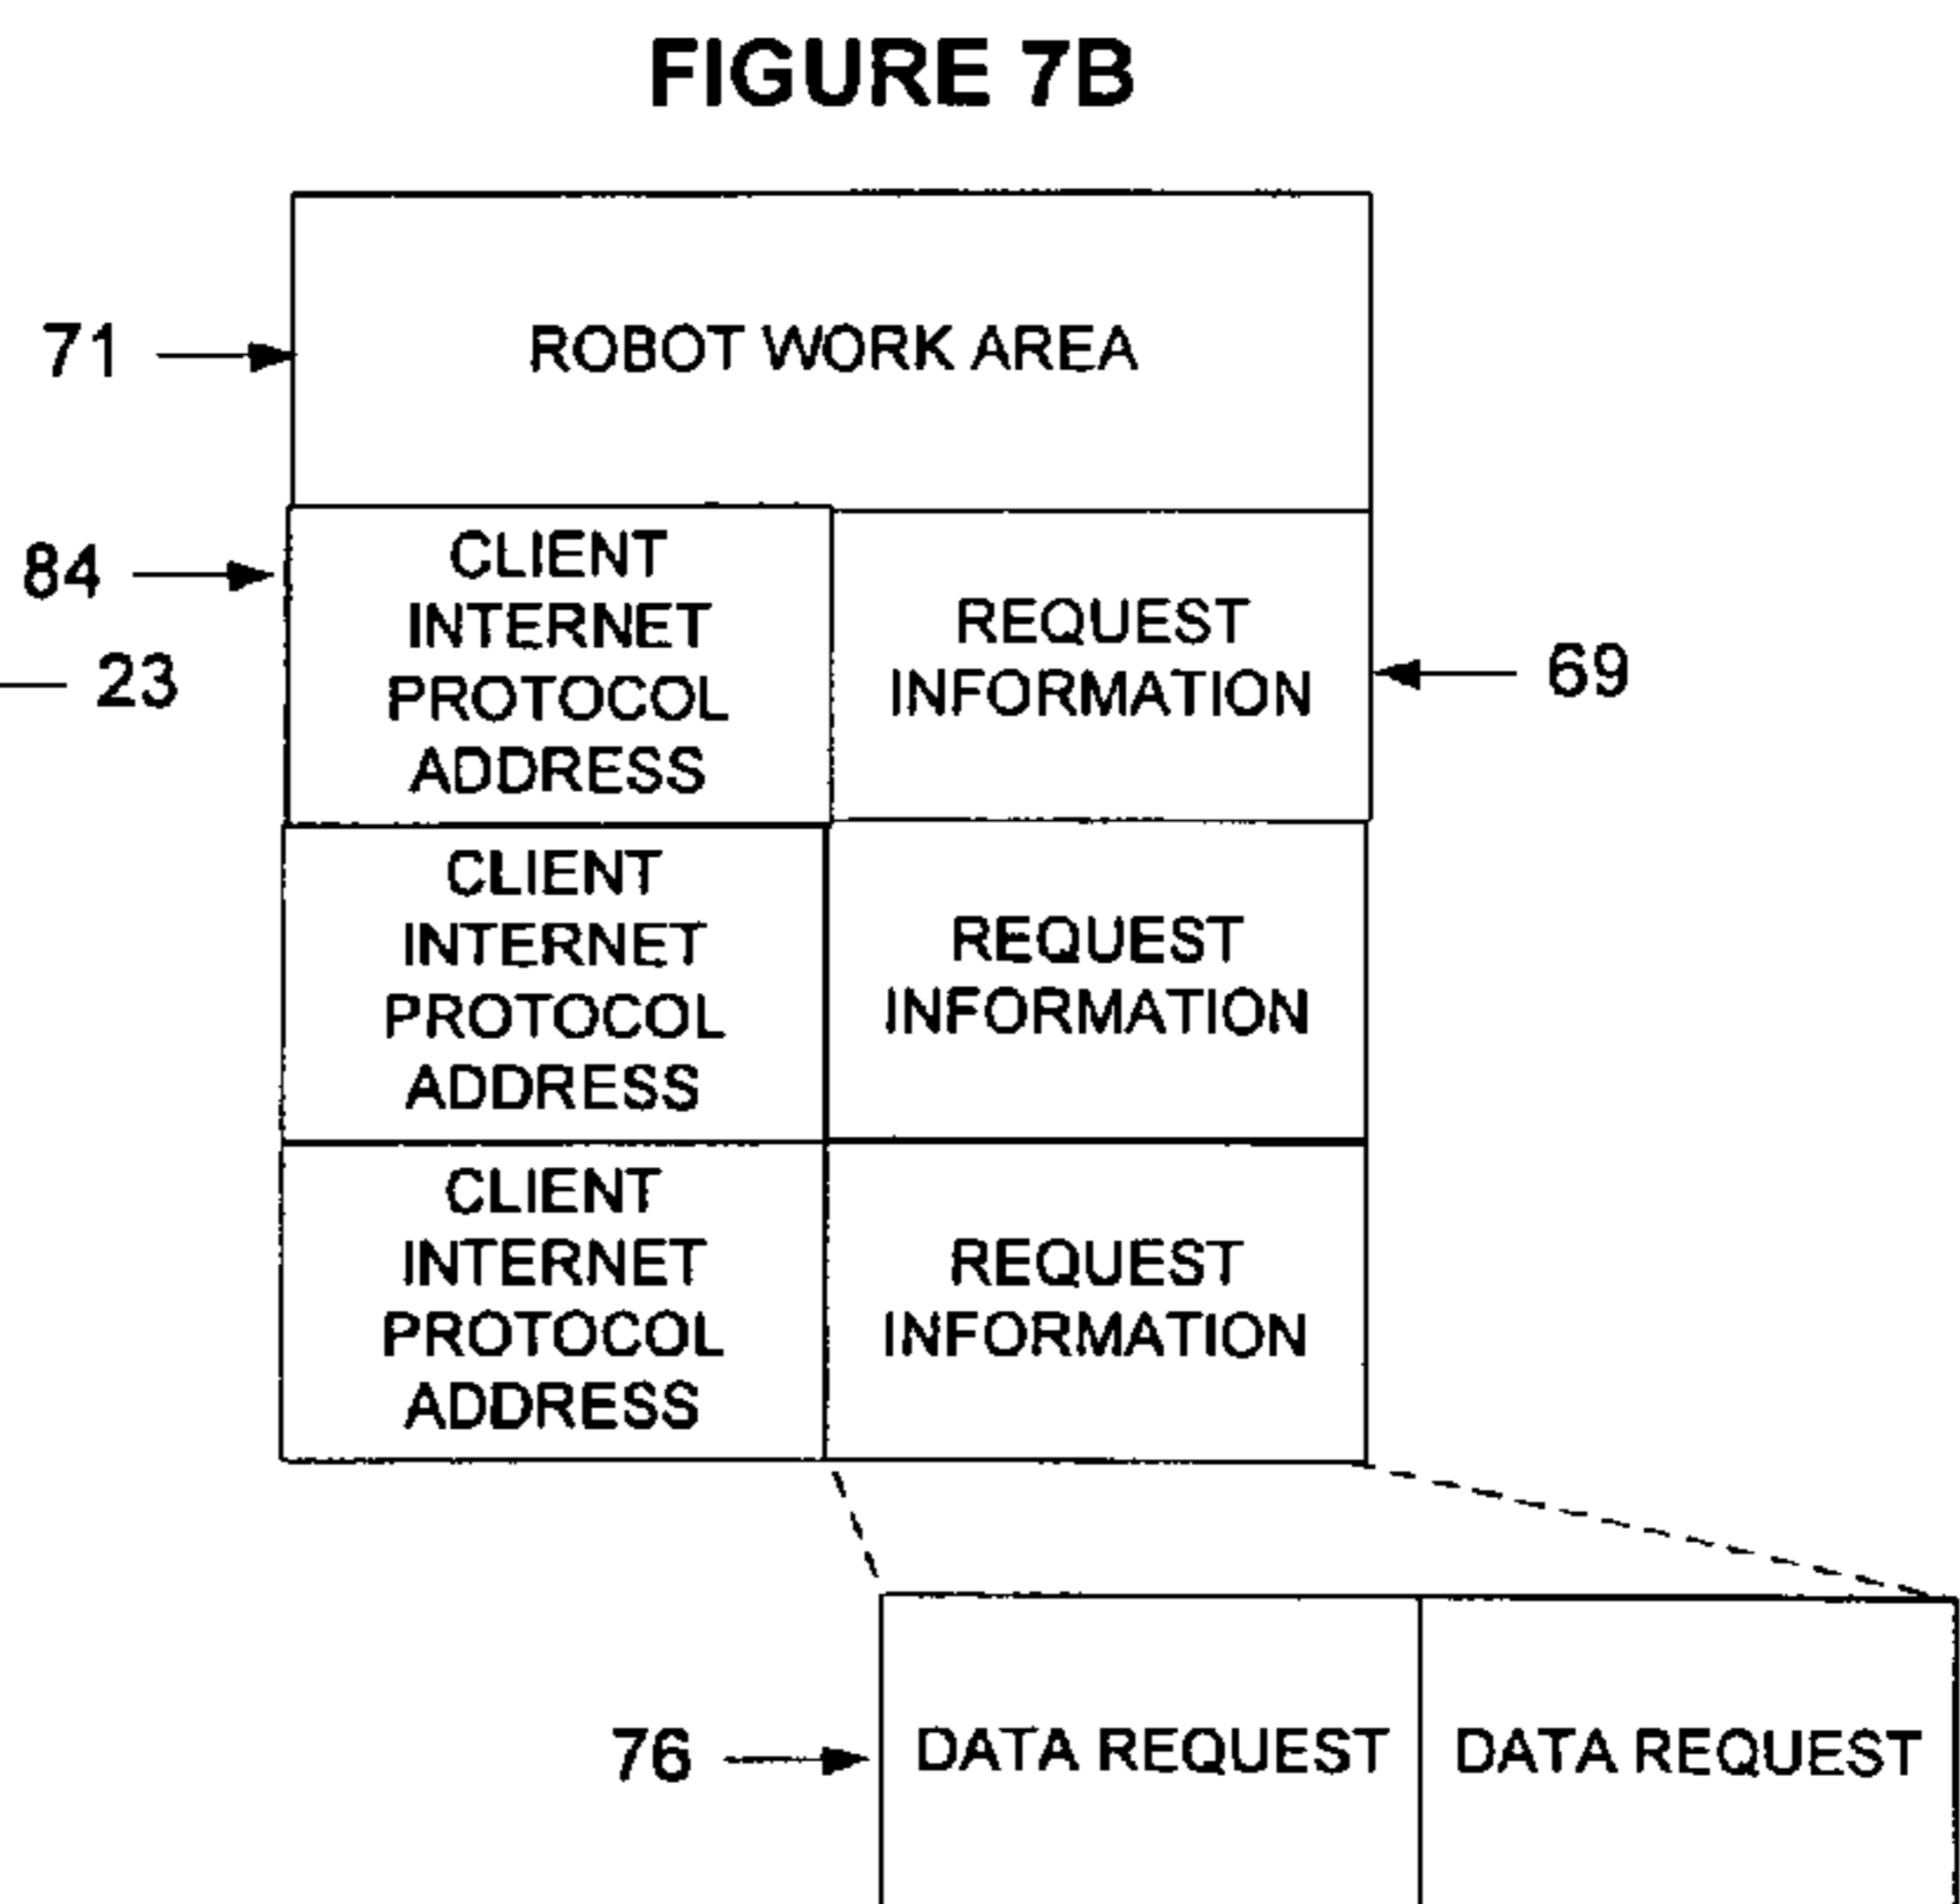 FIGURE 7B
71
ROBOT WORK AREA
84
CLIENT
INTERNET
PROTOCOL
ADDRESS
REQUEST
INFORMATION
69
23
CLIENT
INTERNET
PROTOCOL
ADDRESS
REQUEST
INFORMATION
CLIENT
INTERNET
PROTOCOL
ADDRESS
REQUEST
INFORMATION
76
DATA REQUEST
DATA REQUEST